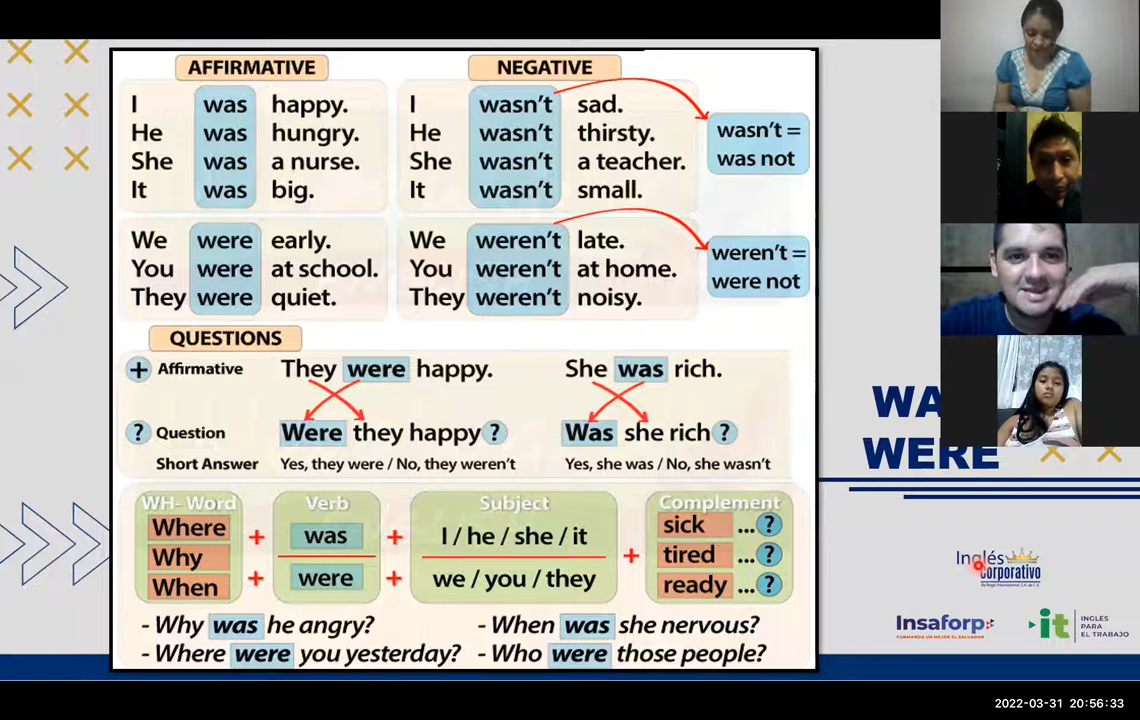 AFFIRMATIVE
I was happy.
He was hungry.
She was a nurse.
It was big.
We were early.
You were at school.
They were quiet.
NEGATIVE
I wasn't sad.
He wasn't thirsty.
She wasn't a teacher.
It wasn't small.
wasn't =
was not
We weren't late.
You weren't at home.
They weren't noisy.
weren't =
were not
QUESTIONS
+ Affirmative They were happy. She was rich.
? Question Were they happy? Was she rich?
Short Answer Yes, they were / No, they weren't Yes, she was / No, she wasn't
WH-Word Verb Subject Complement
Where + was + I / he / she / it + sick ...?
Why tired ...?
When + were + we / you / they ready ...?
- Why was he angry?
- When was she nervous?
- Where were you yesterday?
- Who were those people?
WERE
Inglés
Corporativo
Insaforp
FORMANDO UN MEJOR EL SALVADOR
it
INGLÉS
PARA
EL TRABAJO
2022-03-31 20:56:33